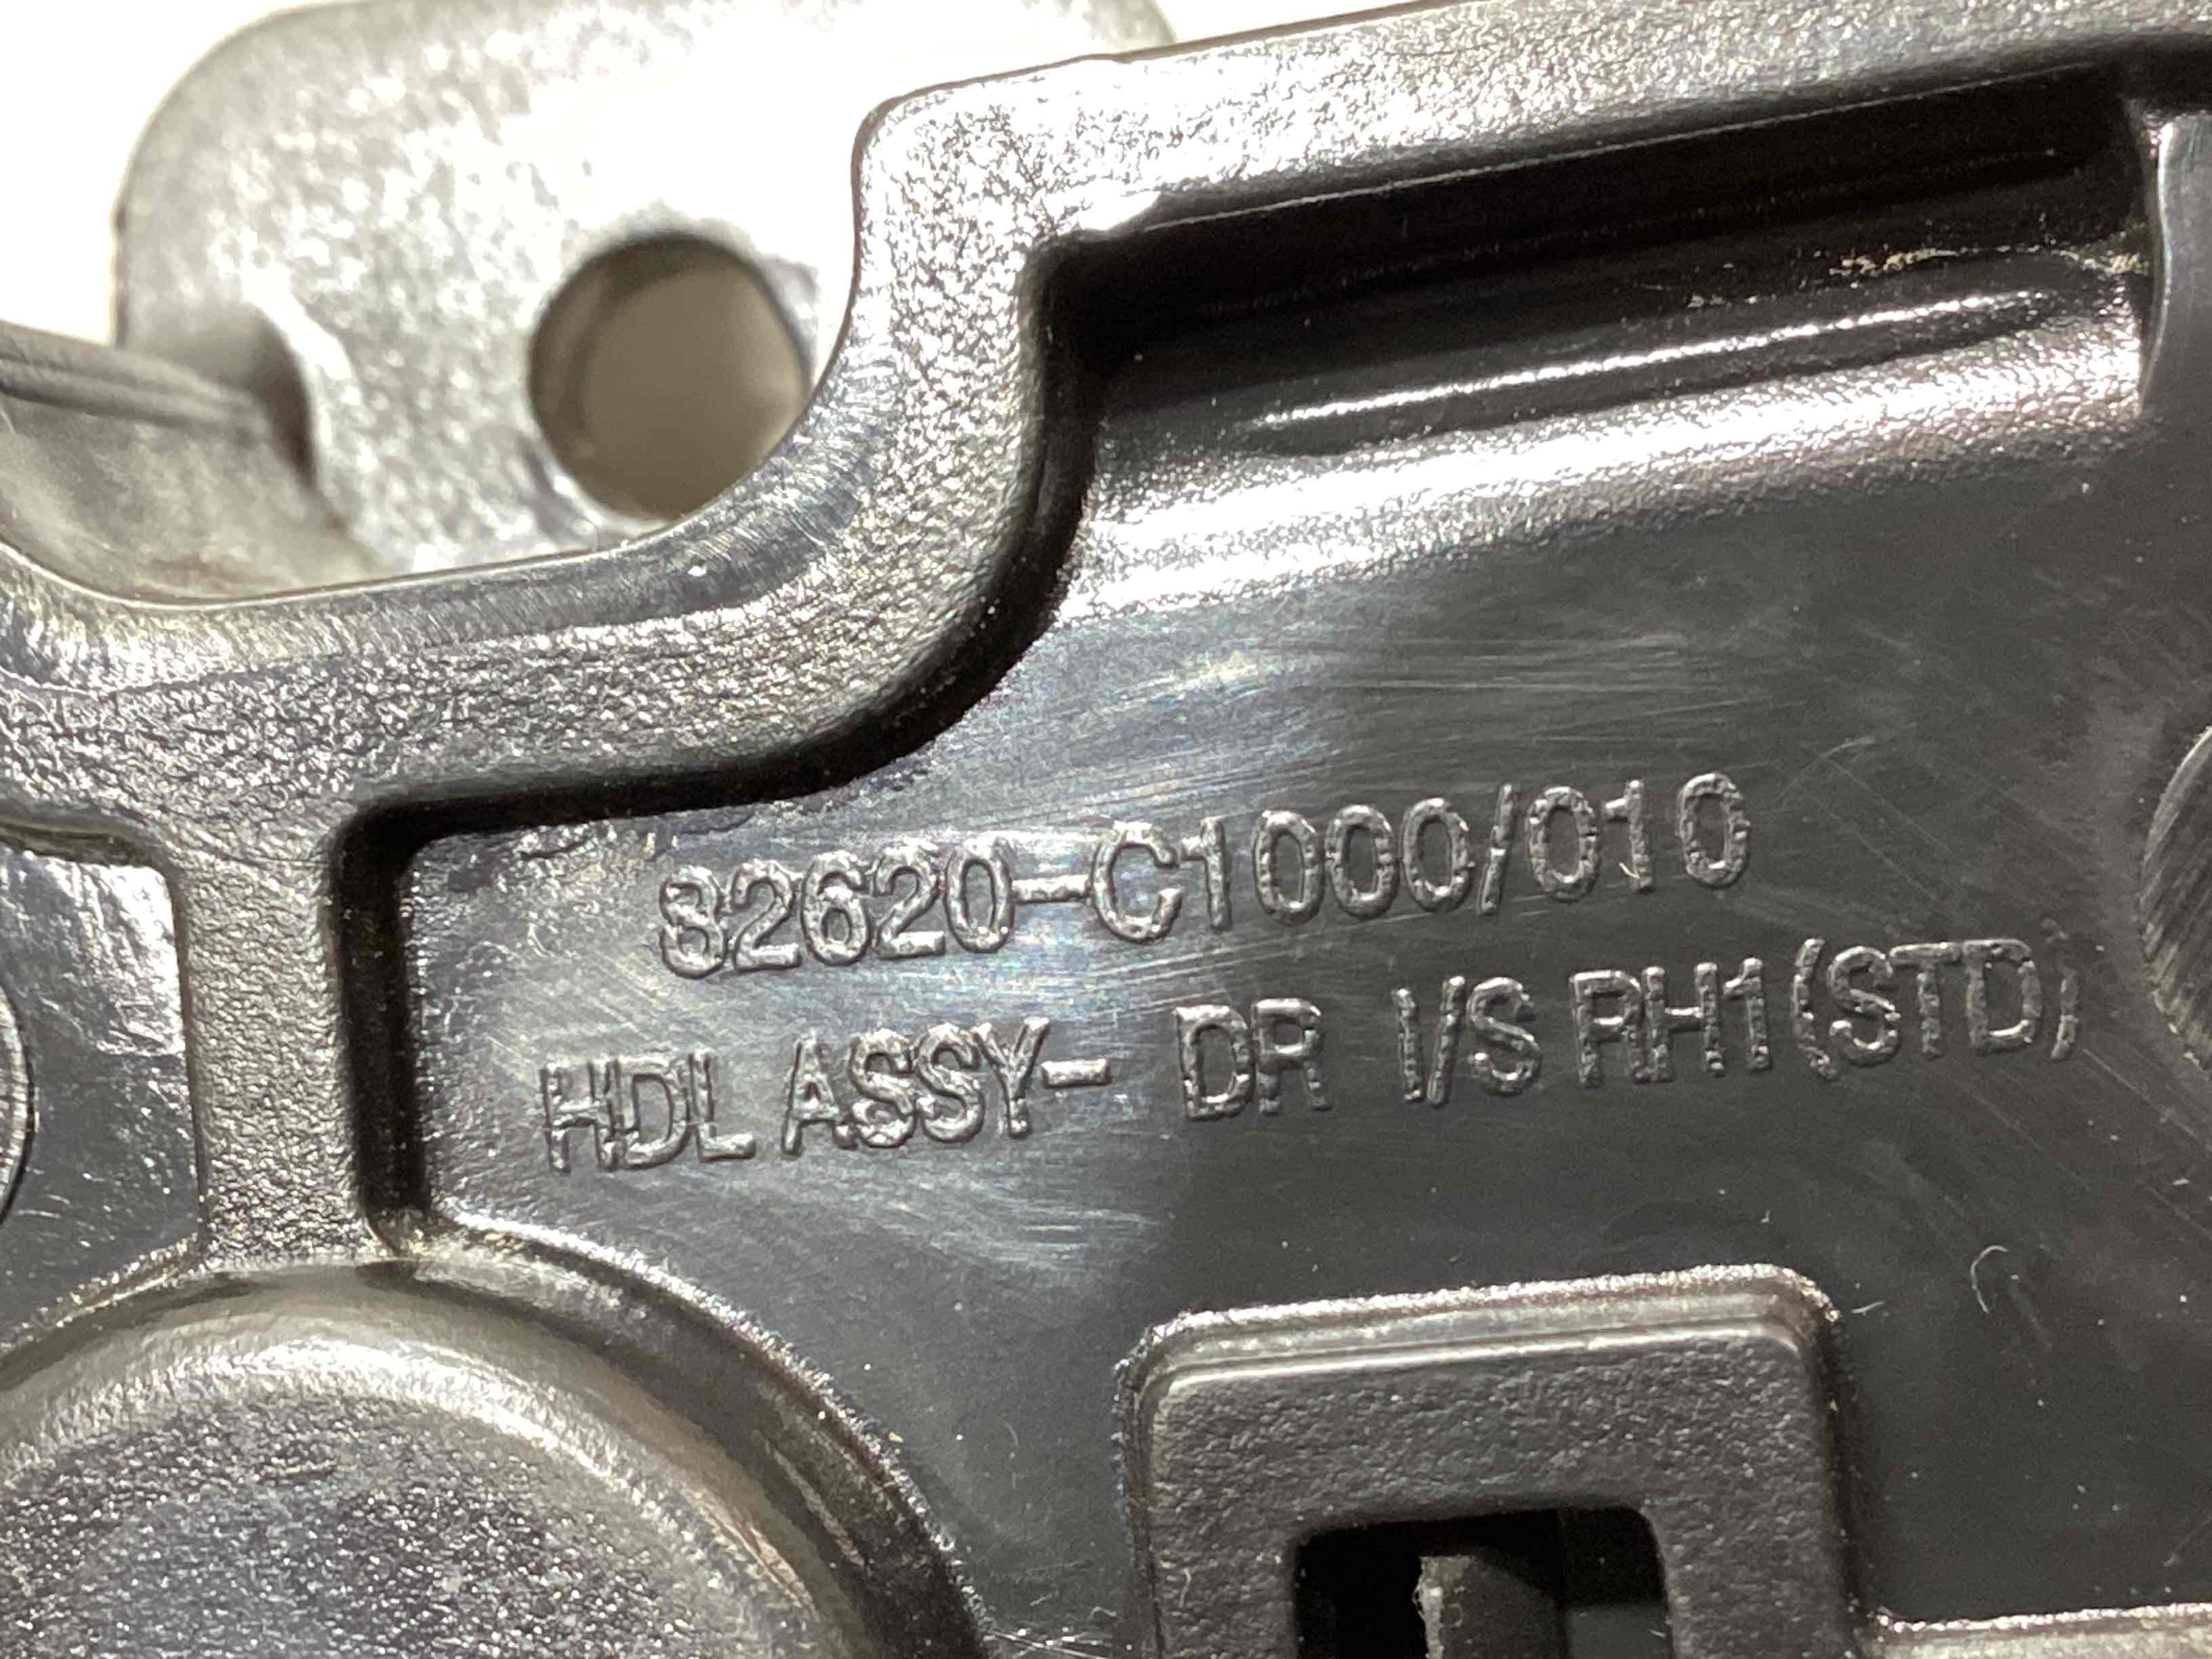 82620-C1000/010
HDL ASSY- DR I/S RH1(STD)